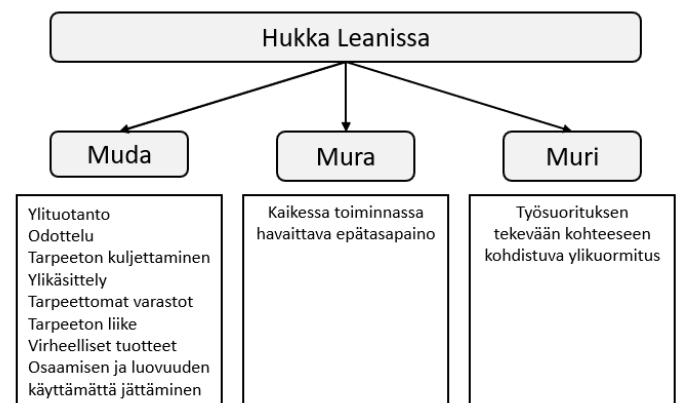 Hukka Leanissa
Muda
Mura
Muri
Ylituotanto
Odottelu
Tarpeeton kuljettaminen
Ylikäsittely
Tarpeettomat varastot
Tarpeeton liike
Virheelliset tuotteet
Osaamisen ja luovuuden
käyttämättä jättäminen
Kaikessa toiminnassa
havaittava epätasapaino
Työsuorituksen
tekevään kohteeseen
kohdistuva ylikuormitus